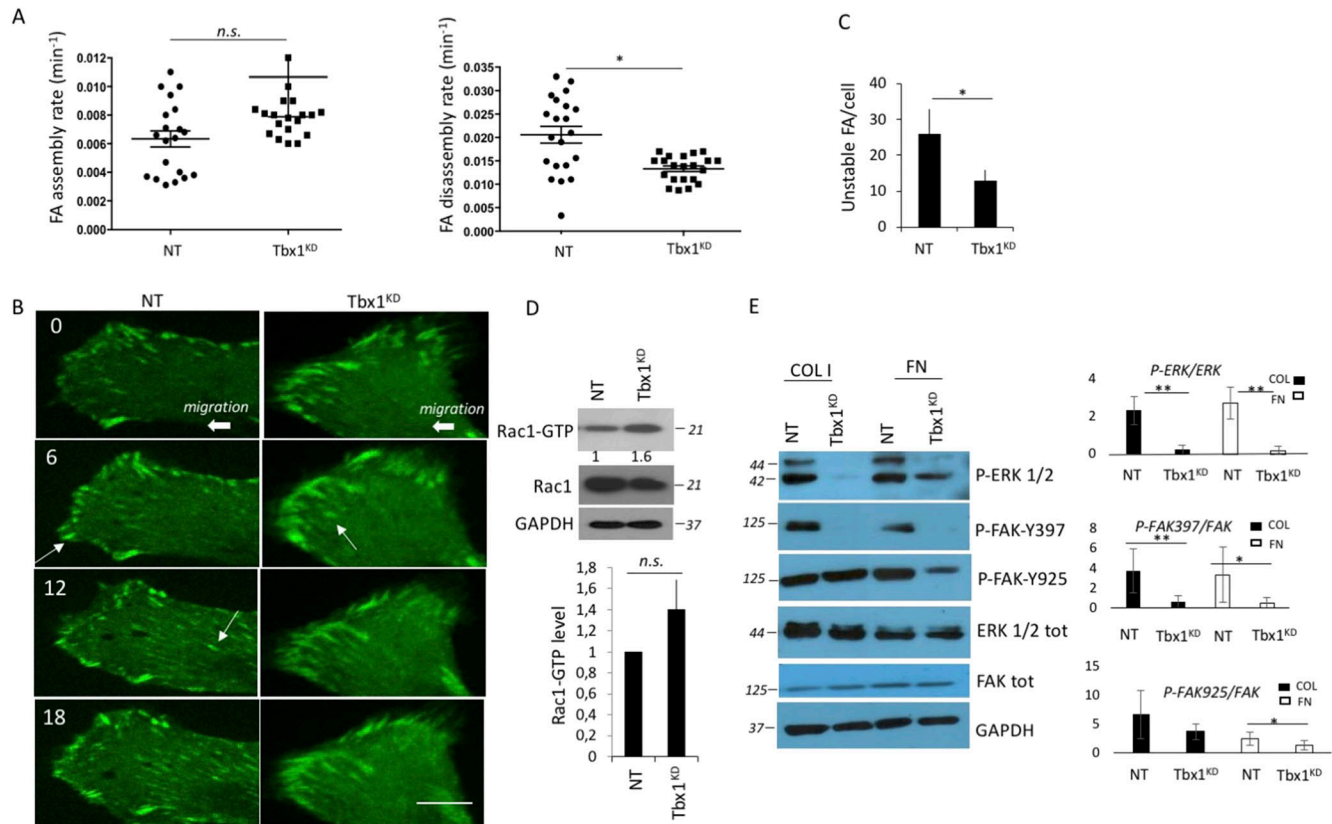 A
FA assembly rate (min-1)
n.s.
0.012
0.010
0.008
0.006
0.004
0.002
0.000
NT
Tbx1KD
FA disassembly rate (min-1)
*
0.035
0.030
0.025
0.020
0.015
0.010
0.005
0.000
NT
Tbx1KD
C
Unstable FA/cell
*
40
30
20
10
0
NT
Tbx1KD
B
NT
Tbx1KD
0
migration
migration
6
12
18
D
NT
Tbx1KD
Rac1-GTP
21
1
1.6
Rac1
21
GAPDH
37
Rac1-GTP level
n.s.
1,8
1,6
1,4
1,2
1
0,8
0,6
0,4
0,2
0
NT
Tbx1KD
E
COL I
FN
NT
Tbx1KD
NT
Tbx1KD
44
42
P-ERK 1/2
125
P-FAK-Y397
125
P-FAK-Y925
44
ERK 1/2 tot
125
FAK tot
37
GAPDH
P-ERK/ERK
COL
FN
**
**
4
2
0
NT
Tbx1KD
NT
Tbx1KD
P-FAK397/FAK
COL
FN
**
*
8
6
4
2
0
NT
Tbx1KD
NT
Tbx1KD
P-FAK925/FAK
COL
FN
*
15
10
5
0
NT
Tbx1KD
NT
Tbx1KD